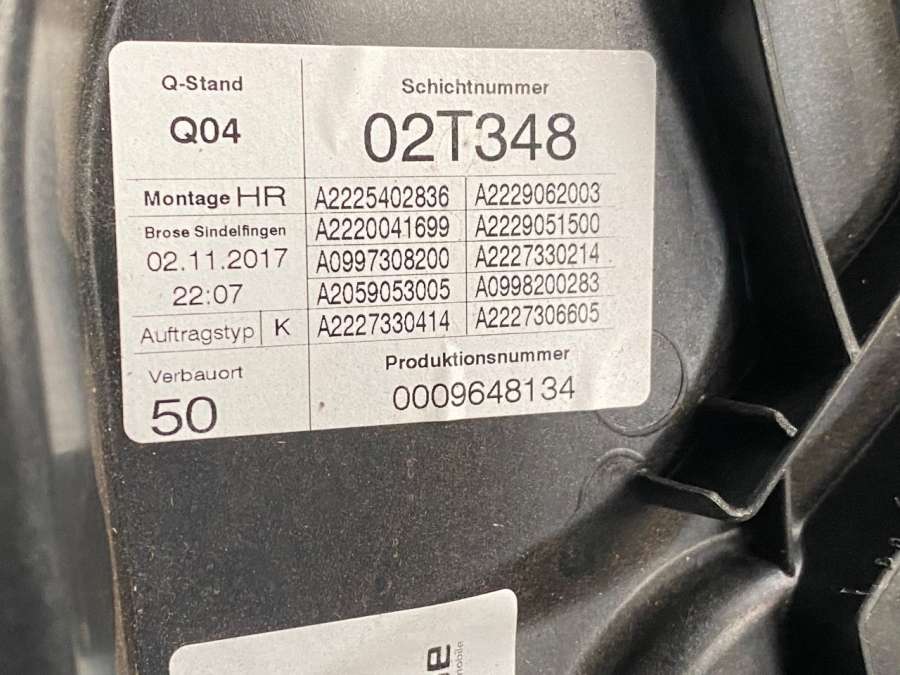 Q-Stand
Q04
Schichtnummer
02T348
Montage HR
Brose Sindelfingen
02.11.2017
22:07
Auftragstyp K
Verbauort
50
A2225402836 A2229062003
A2220041699 A2229051500
A0997308200 A2227330214
A2059053005 A0998200283
A2227330414 A2227306605
Produktionsnummer
0009648134